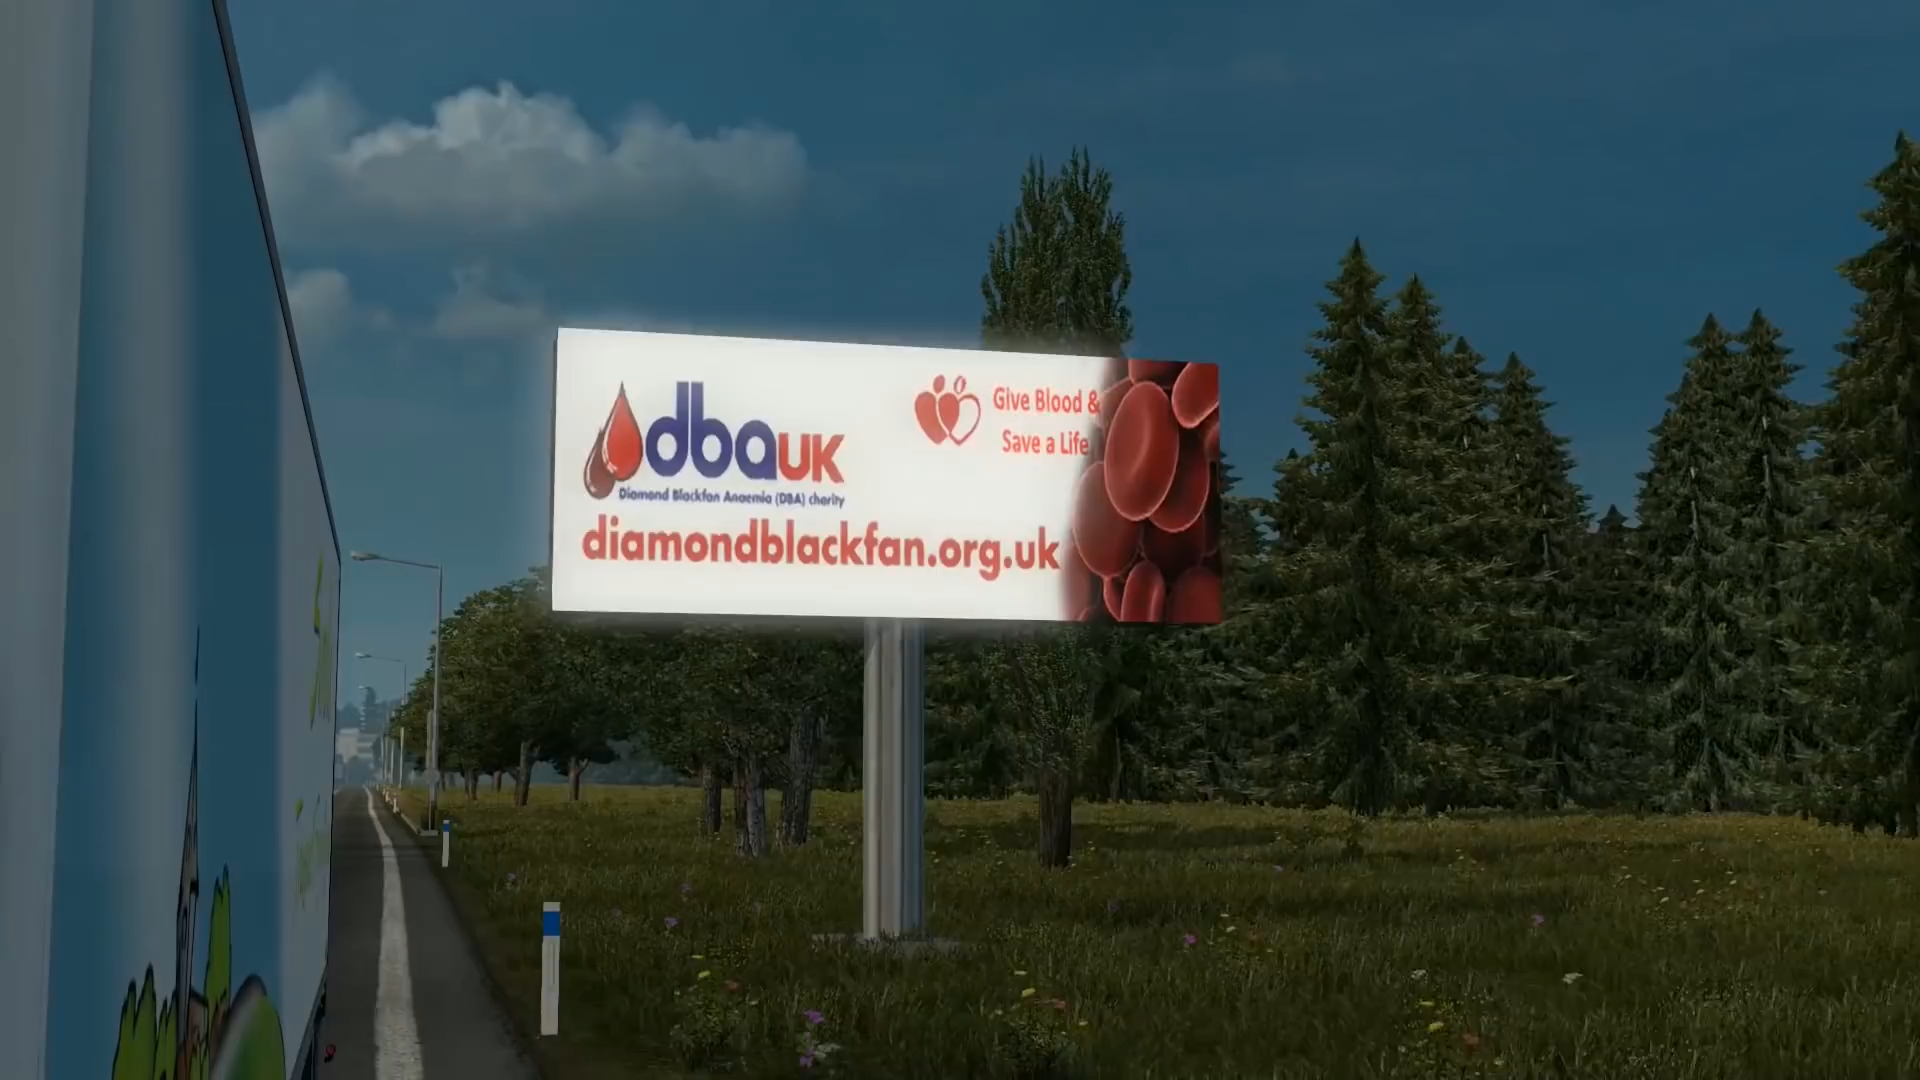 dbaUK
Diamond Blackfan Anaemia (DBA) charity
Give Blood &
Save a Life
diamondblackfan.org.uk